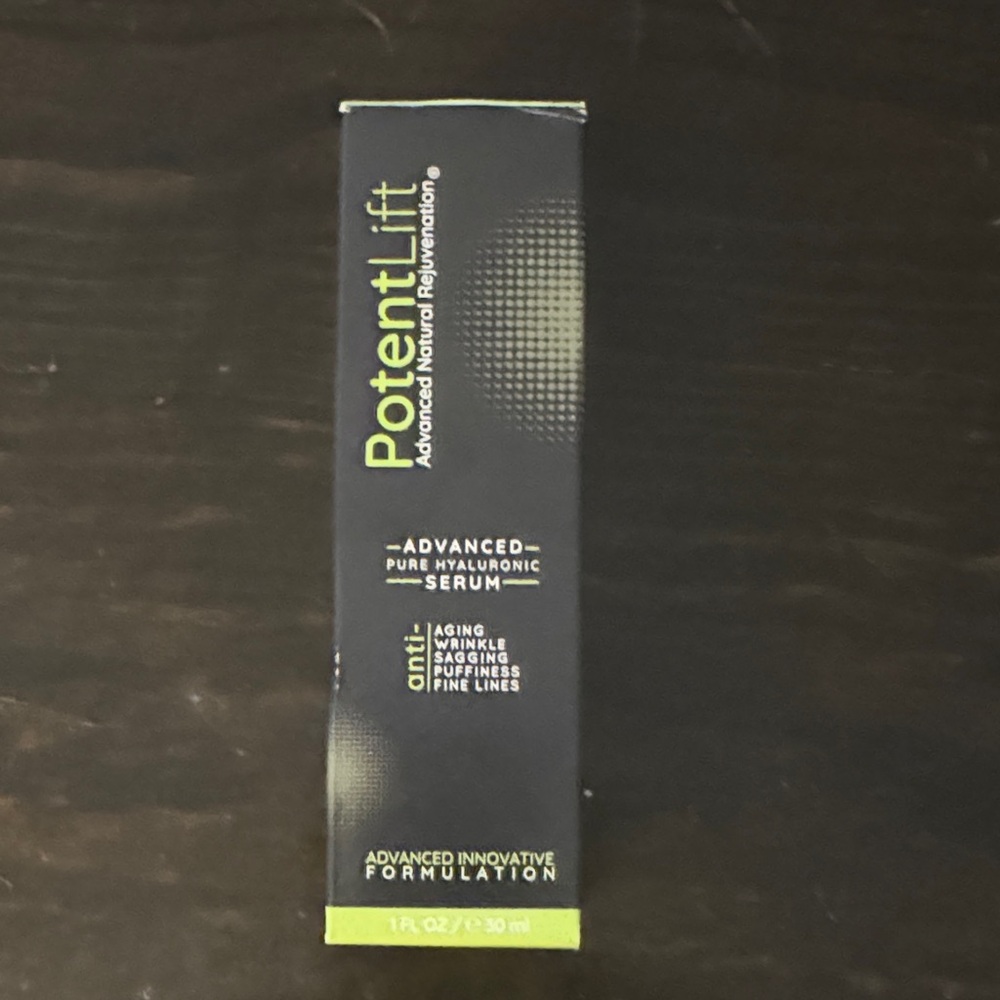 PotentLift
Advanced Natural Rejuvenation®
ADVANCED
PURE HYALURONIC
SERUM
anti-
AGING
WRINKLE
SAGGING
PUFFINESS
FINE LINES
ADVANCED INNOVATIVE
FORMULATION
1 FL OZ / ℮ 30 ml